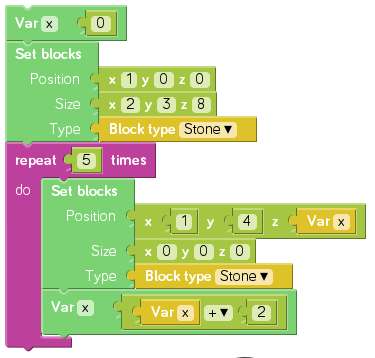 Var x 0
Set blocks
Position x 1 y 0 z 0
Size x 2 y 3 z 8
Type Block type Stone ▼
repeat 5 times
do Set blocks
Position x 1 y 4 z Var x
Size x 0 y 0 z 0
Type Block type Stone ▼
Var x Var x + ▼ 2